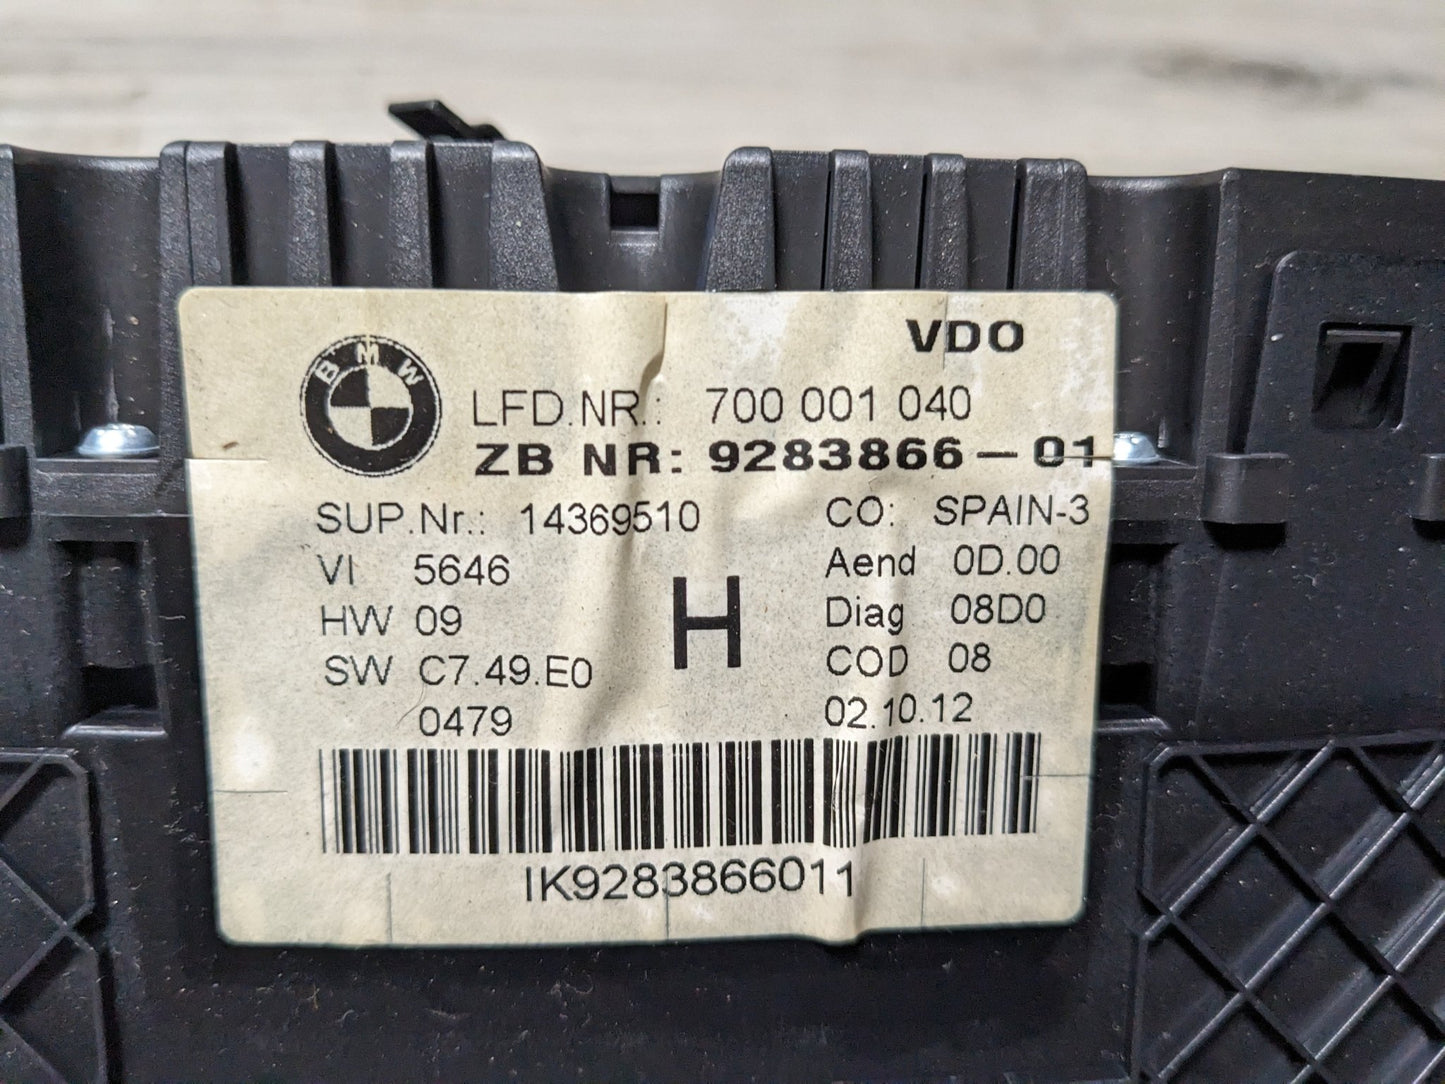 BMW
VDO
LFD.NR.: 700 001 040
ZB NR: 9283866-01
SUP.Nr.: 14369510 CO: SPAIN-3
VI 5646 Aend 0D.00
HW 09 Diag 08D0
H
SW C7.49.E0 COD 08
0479 02.10.12
IK9283866011